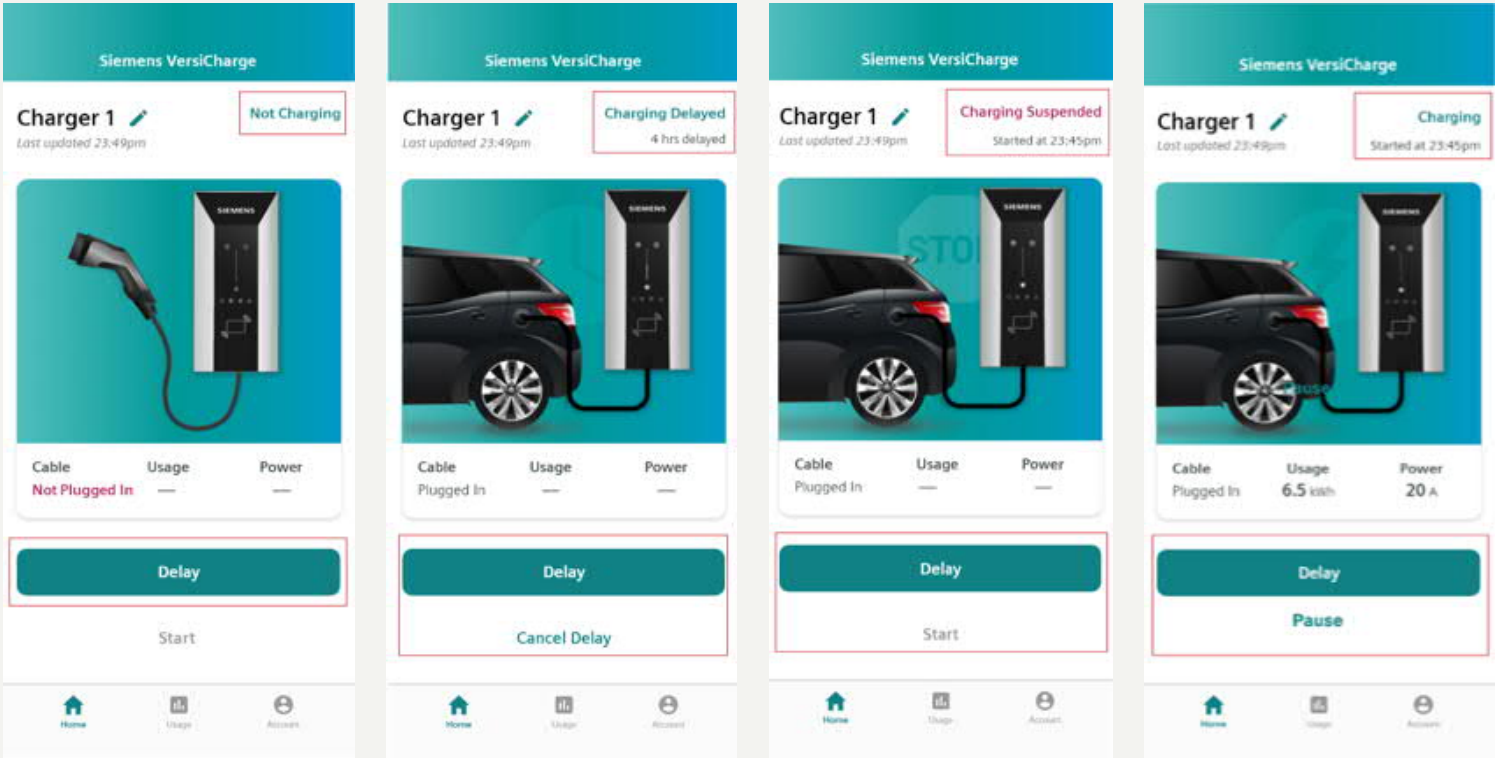 Siemens VersiCharge
Charger 1
Not Charging
Last updated 23:49pm
SIEMENS
Cable Usage Power
Not Plugged In — —
Delay
Start
Home Usage Account
Siemens VersiCharge
Charger 1
Charging Delayed
Last updated 23:49pm
4 hrs delayed
SIEMENS
Cable Usage Power
Plugged In — —
Delay
Cancel Delay
Home Usage Account
Siemens VersiCharge
Charger 1
Charging Suspended
Last updated 23:49pm
Started at 23:45pm
SIEMENS
STOP
Cable Usage Power
Plugged In — —
Delay
Start
Home Usage Account
Siemens VersiCharge
Charger 1
Charging
Last updated 23:49pm
Started at 23:45pm
SIEMENS
Pause
Cable Usage Power
Plugged In 6.5 kWh 20 A
Delay
Pause
Home Usage Account